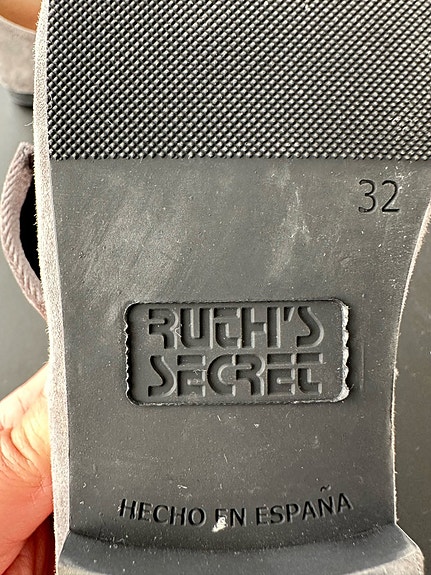 32
RUTH'S
SECRET
HECHO EN ESPAÑA